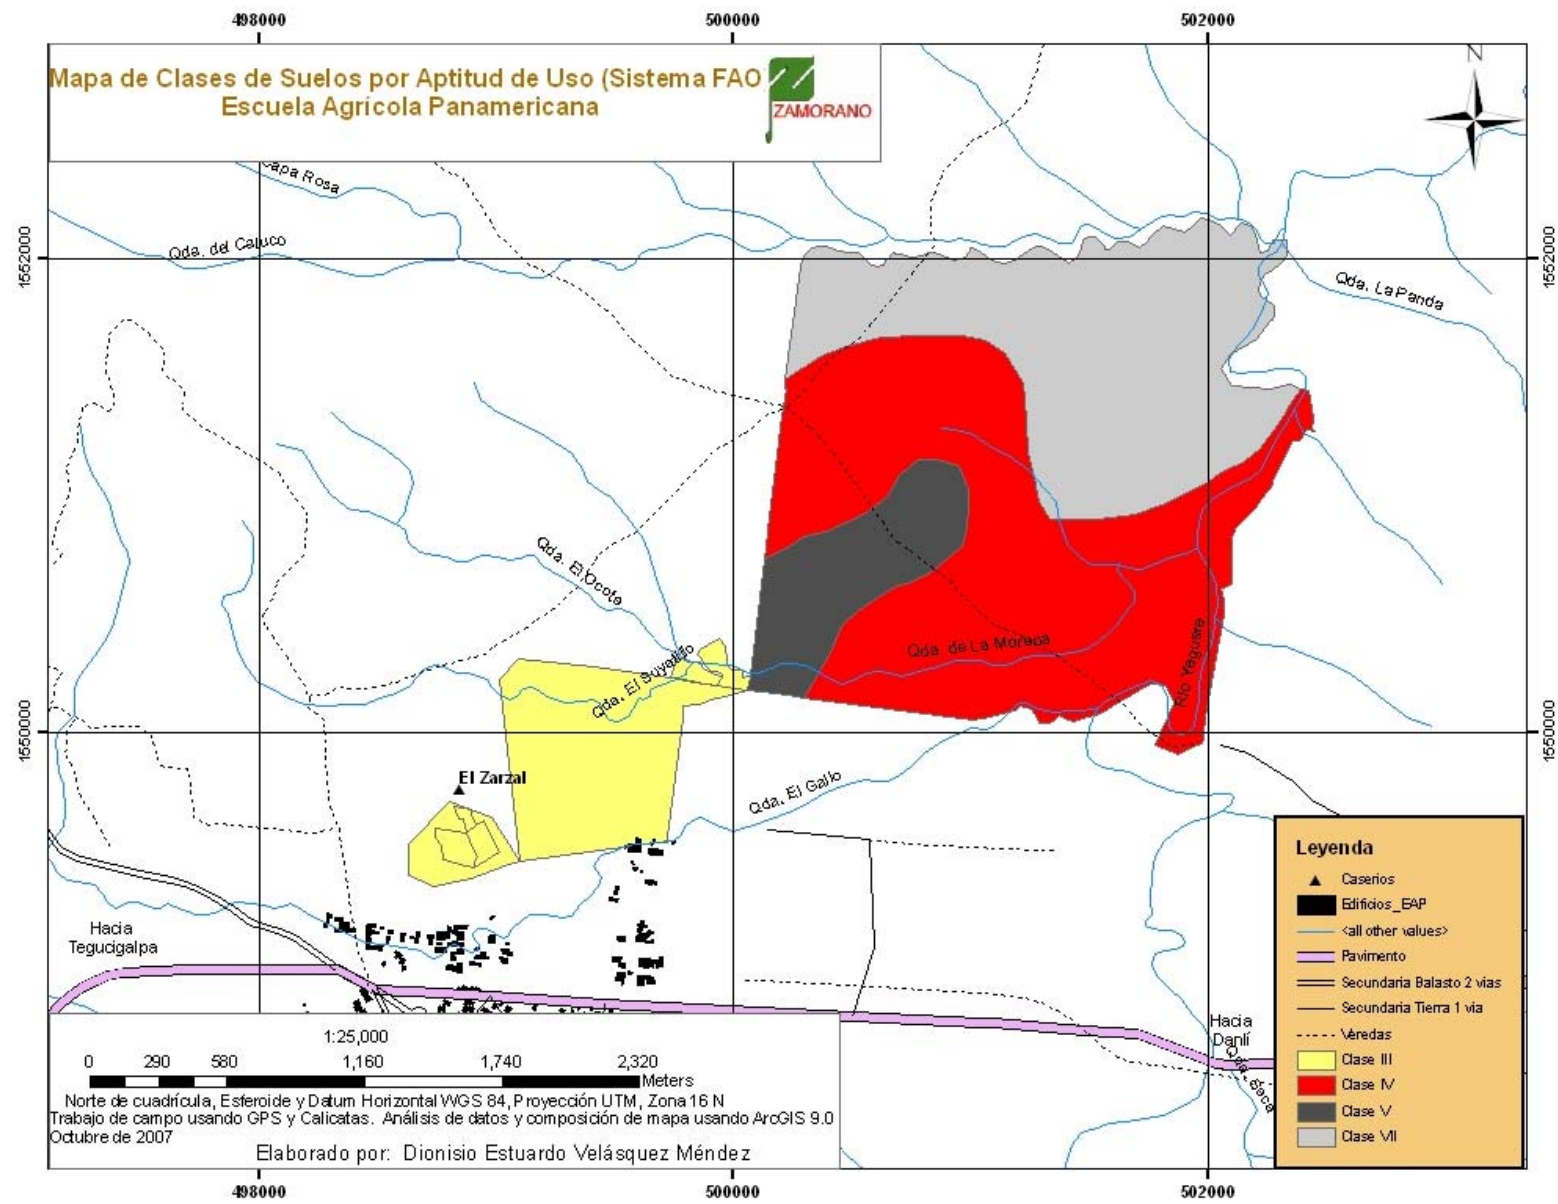 498000
500000
502000
Mapa de Clases de Suelos por Aptitud de Uso (Sistema FAO
Escuela Agrícola Panamericana
ZAMORANO
N
apa Rosa
Qda. del Caluco
1552000
1552000
Qda. La Panda
Qda. El Ocote
Qda. de La Moreca
Qda. El Suyatillo
Río Yeguare
1550000
1550000
El Zarzal
Qda. El Gallo
Hacia
Tegucigalpa
Hacia
Danlí
Leyenda
Caserios
Edificios_EAP
<all other values>
Pavimento
Secundaria Balasto 2 vias
Secundaria Tierra 1 via
Veredas
Clase III
Clase IV
Clase V
Clase VII
1:25,000
0 290 580 1,160 1,740 2,320
Meters
Norte de cuadrícula, Esferoide y Datum Horizontal WGS 84, Proyección UTM, Zona 16 N
Trabajo de campo usando GPS y Calicatas. Análisis de datos y composición de mapa usando ArcGIS 9.0
Octubre de 2007
Elaborado por: Dionisio Estuardo Velásquez Méndez
498000
500000
502000